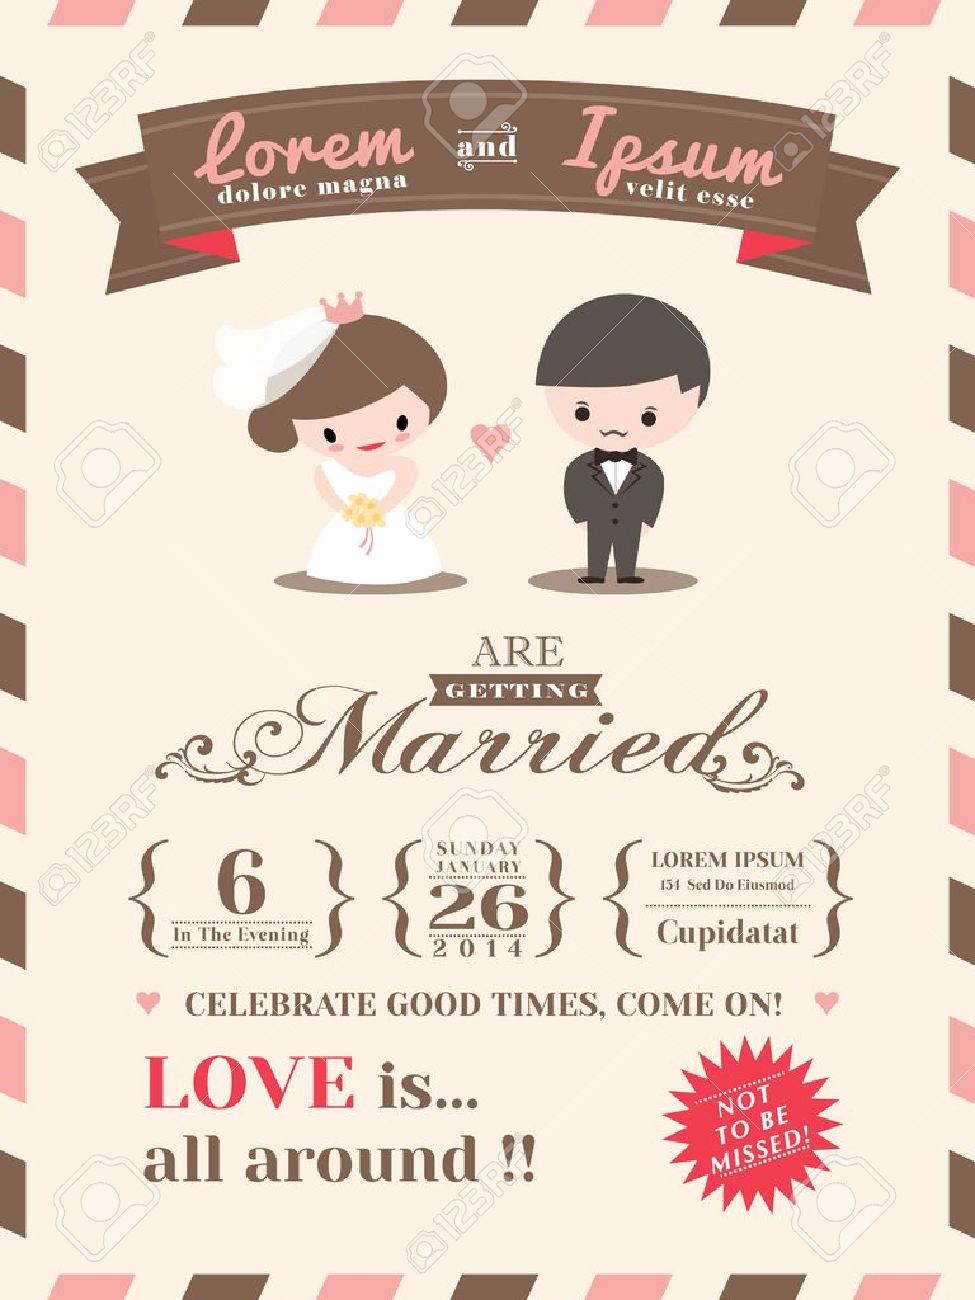 Lorem and Ipsum
dolore magna velit esse
ARE
GETTING
Married
6
In The Evening
SUNDAY
JANUARY
26
2014
LOREM IPSUM
154 Sed Do Eiusmod
Cupidatat
CELEBRATE GOOD TIMES, COME ON!
LOVE is...
all around !!
NOT
TO BE
MISSED!
123RF